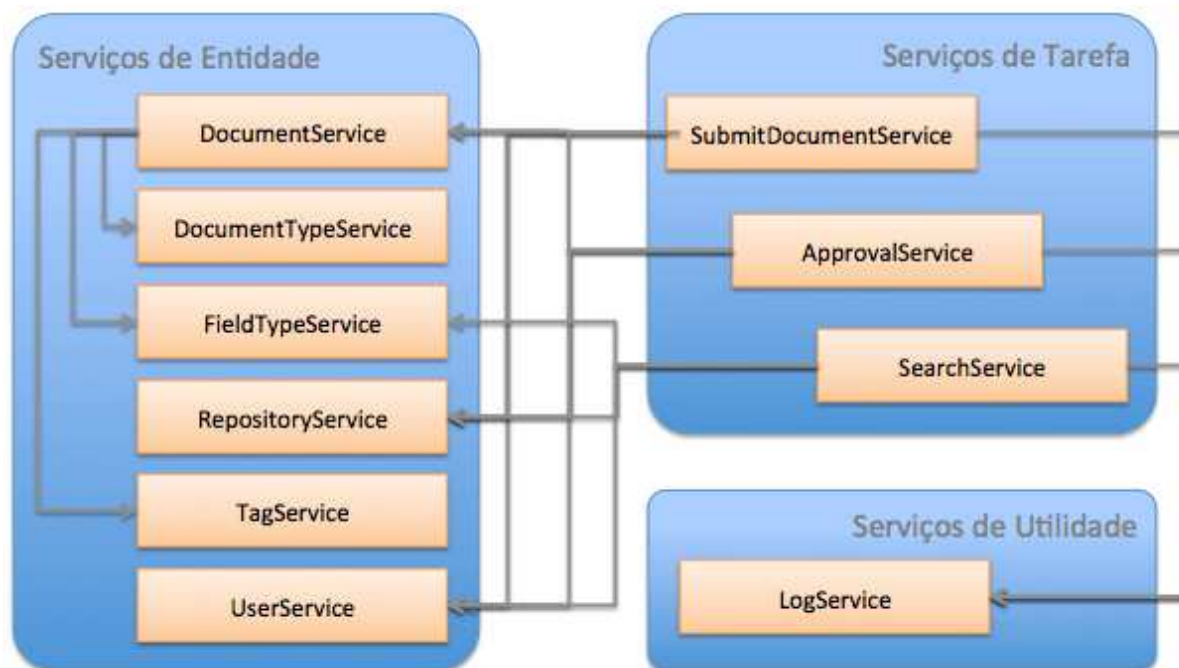 Serviços de Entidade
DocumentService
DocumentTypeService
FieldTypeService
RepositoryService
TagService
UserService
Serviços de Tarefa
SubmitDocumentService
ApprovalService
SearchService
Serviços de Utilidade
LogService